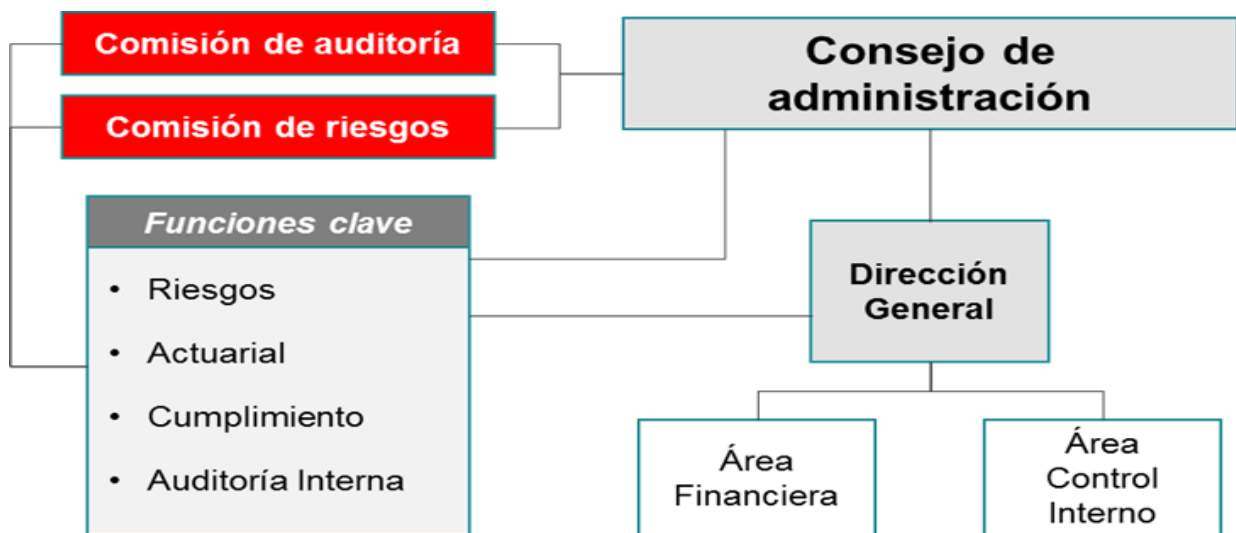 Comisión de auditoría
Comisión de riesgos
Consejo de
administración
Funciones clave
• Riesgos
• Actuarial
• Cumplimiento
• Auditoría Interna
Dirección
General
Área
Financiera
Área
Control
Interno